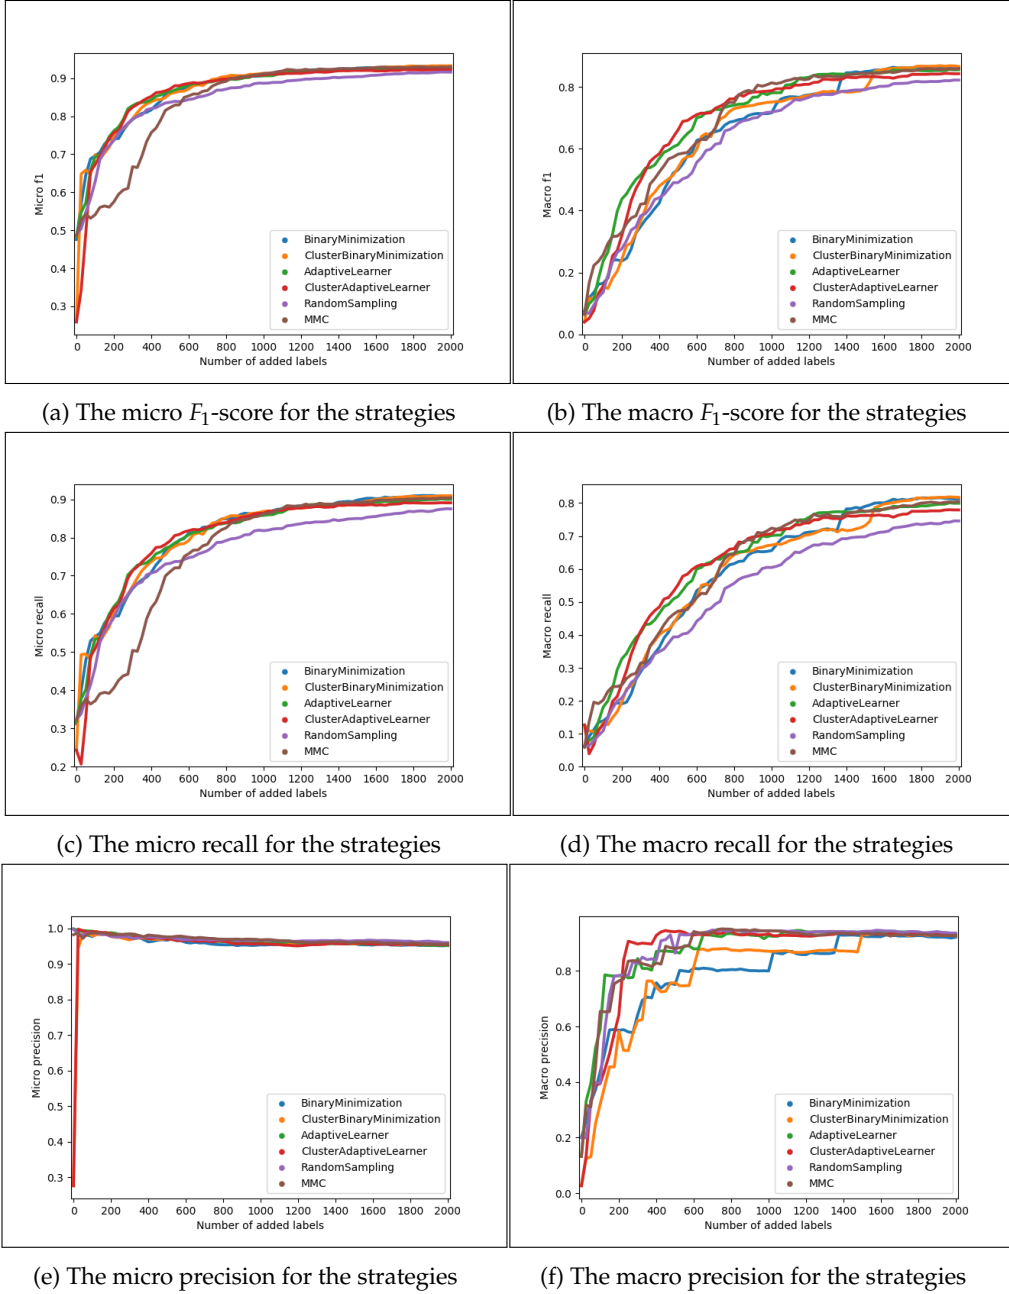 0.9
0.8
0.7
0.6
0.5
0.4
0.3
Micro f1
BinaryMinimization
ClusterBinaryMinimization
AdaptiveLearner
ClusterAdaptiveLearner
RandomSampling
MMC
0 200 400 600 800 1000 1200 1400 1600 1800 2000
Number of added labels
(a) The micro F1-score for the strategies
0.8
0.6
0.4
0.2
0.0
Macro f1
BinaryMinimization
ClusterBinaryMinimization
AdaptiveLearner
ClusterAdaptiveLearner
RandomSampling
MMC
0 200 400 600 800 1000 1200 1400 1600 1800 2000
Number of added labels
(b) The macro F1-score for the strategies
0.9
0.8
0.7
0.6
0.5
0.4
0.3
0.2
Micro recall
BinaryMinimization
ClusterBinaryMinimization
AdaptiveLearner
ClusterAdaptiveLearner
RandomSampling
MMC
0 200 400 600 800 1000 1200 1400 1600 1800 2000
Number of added labels
(c) The micro recall for the strategies
0.8
0.7
0.6
0.5
0.4
0.3
0.2
0.1
0.0
Macro recall
BinaryMinimization
ClusterBinaryMinimization
AdaptiveLearner
ClusterAdaptiveLearner
RandomSampling
MMC
0 200 400 600 800 1000 1200 1400 1600 1800 2000
Number of added labels
(d) The macro recall for the strategies
1.0
0.9
0.8
0.7
0.6
0.5
0.4
0.3
Micro precision
BinaryMinimization
ClusterBinaryMinimization
AdaptiveLearner
ClusterAdaptiveLearner
RandomSampling
MMC
0 200 400 600 800 1000 1200 1400 1600 1800 2000
Number of added labels
(e) The micro precision for the strategies
0.8
0.6
0.4
0.2
0.0
Macro precision
BinaryMinimization
ClusterBinaryMinimization
AdaptiveLearner
ClusterAdaptiveLearner
RandomSampling
MMC
0 200 400 600 800 1000 1200 1400 1600 1800 2000
Number of added labels
(f) The macro precision for the strategies